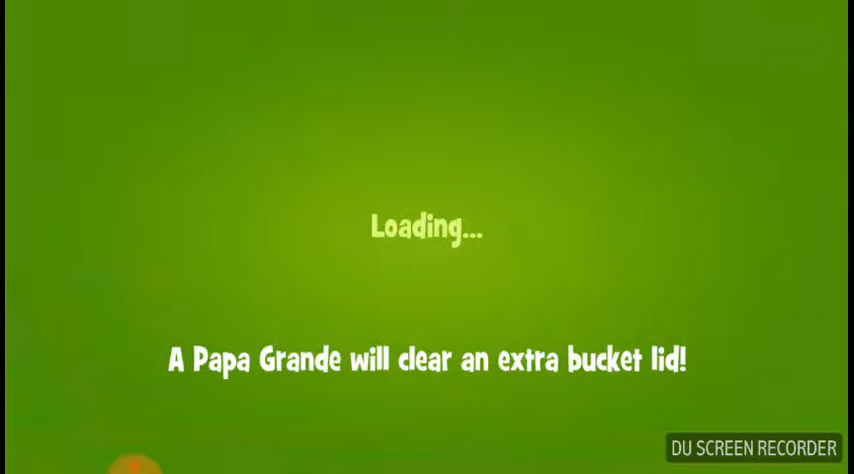 Loading...
A Papa Grande will clear an extra bucket lid!
DU SCREEN RECORDER